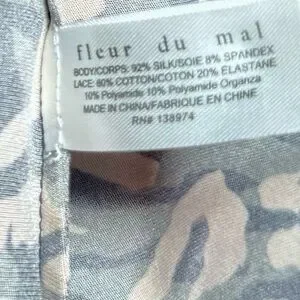 fleur du mal
BODY/CORPS: 92% SILK/SOIE 8% SPANDEX
LACE: 60% COTTON/COTON 20% ELASTANE
10% Polyamide 10% Polyamide Organza
MADE IN CHINA/FABRIQUE EN CHINE
RN# 138974